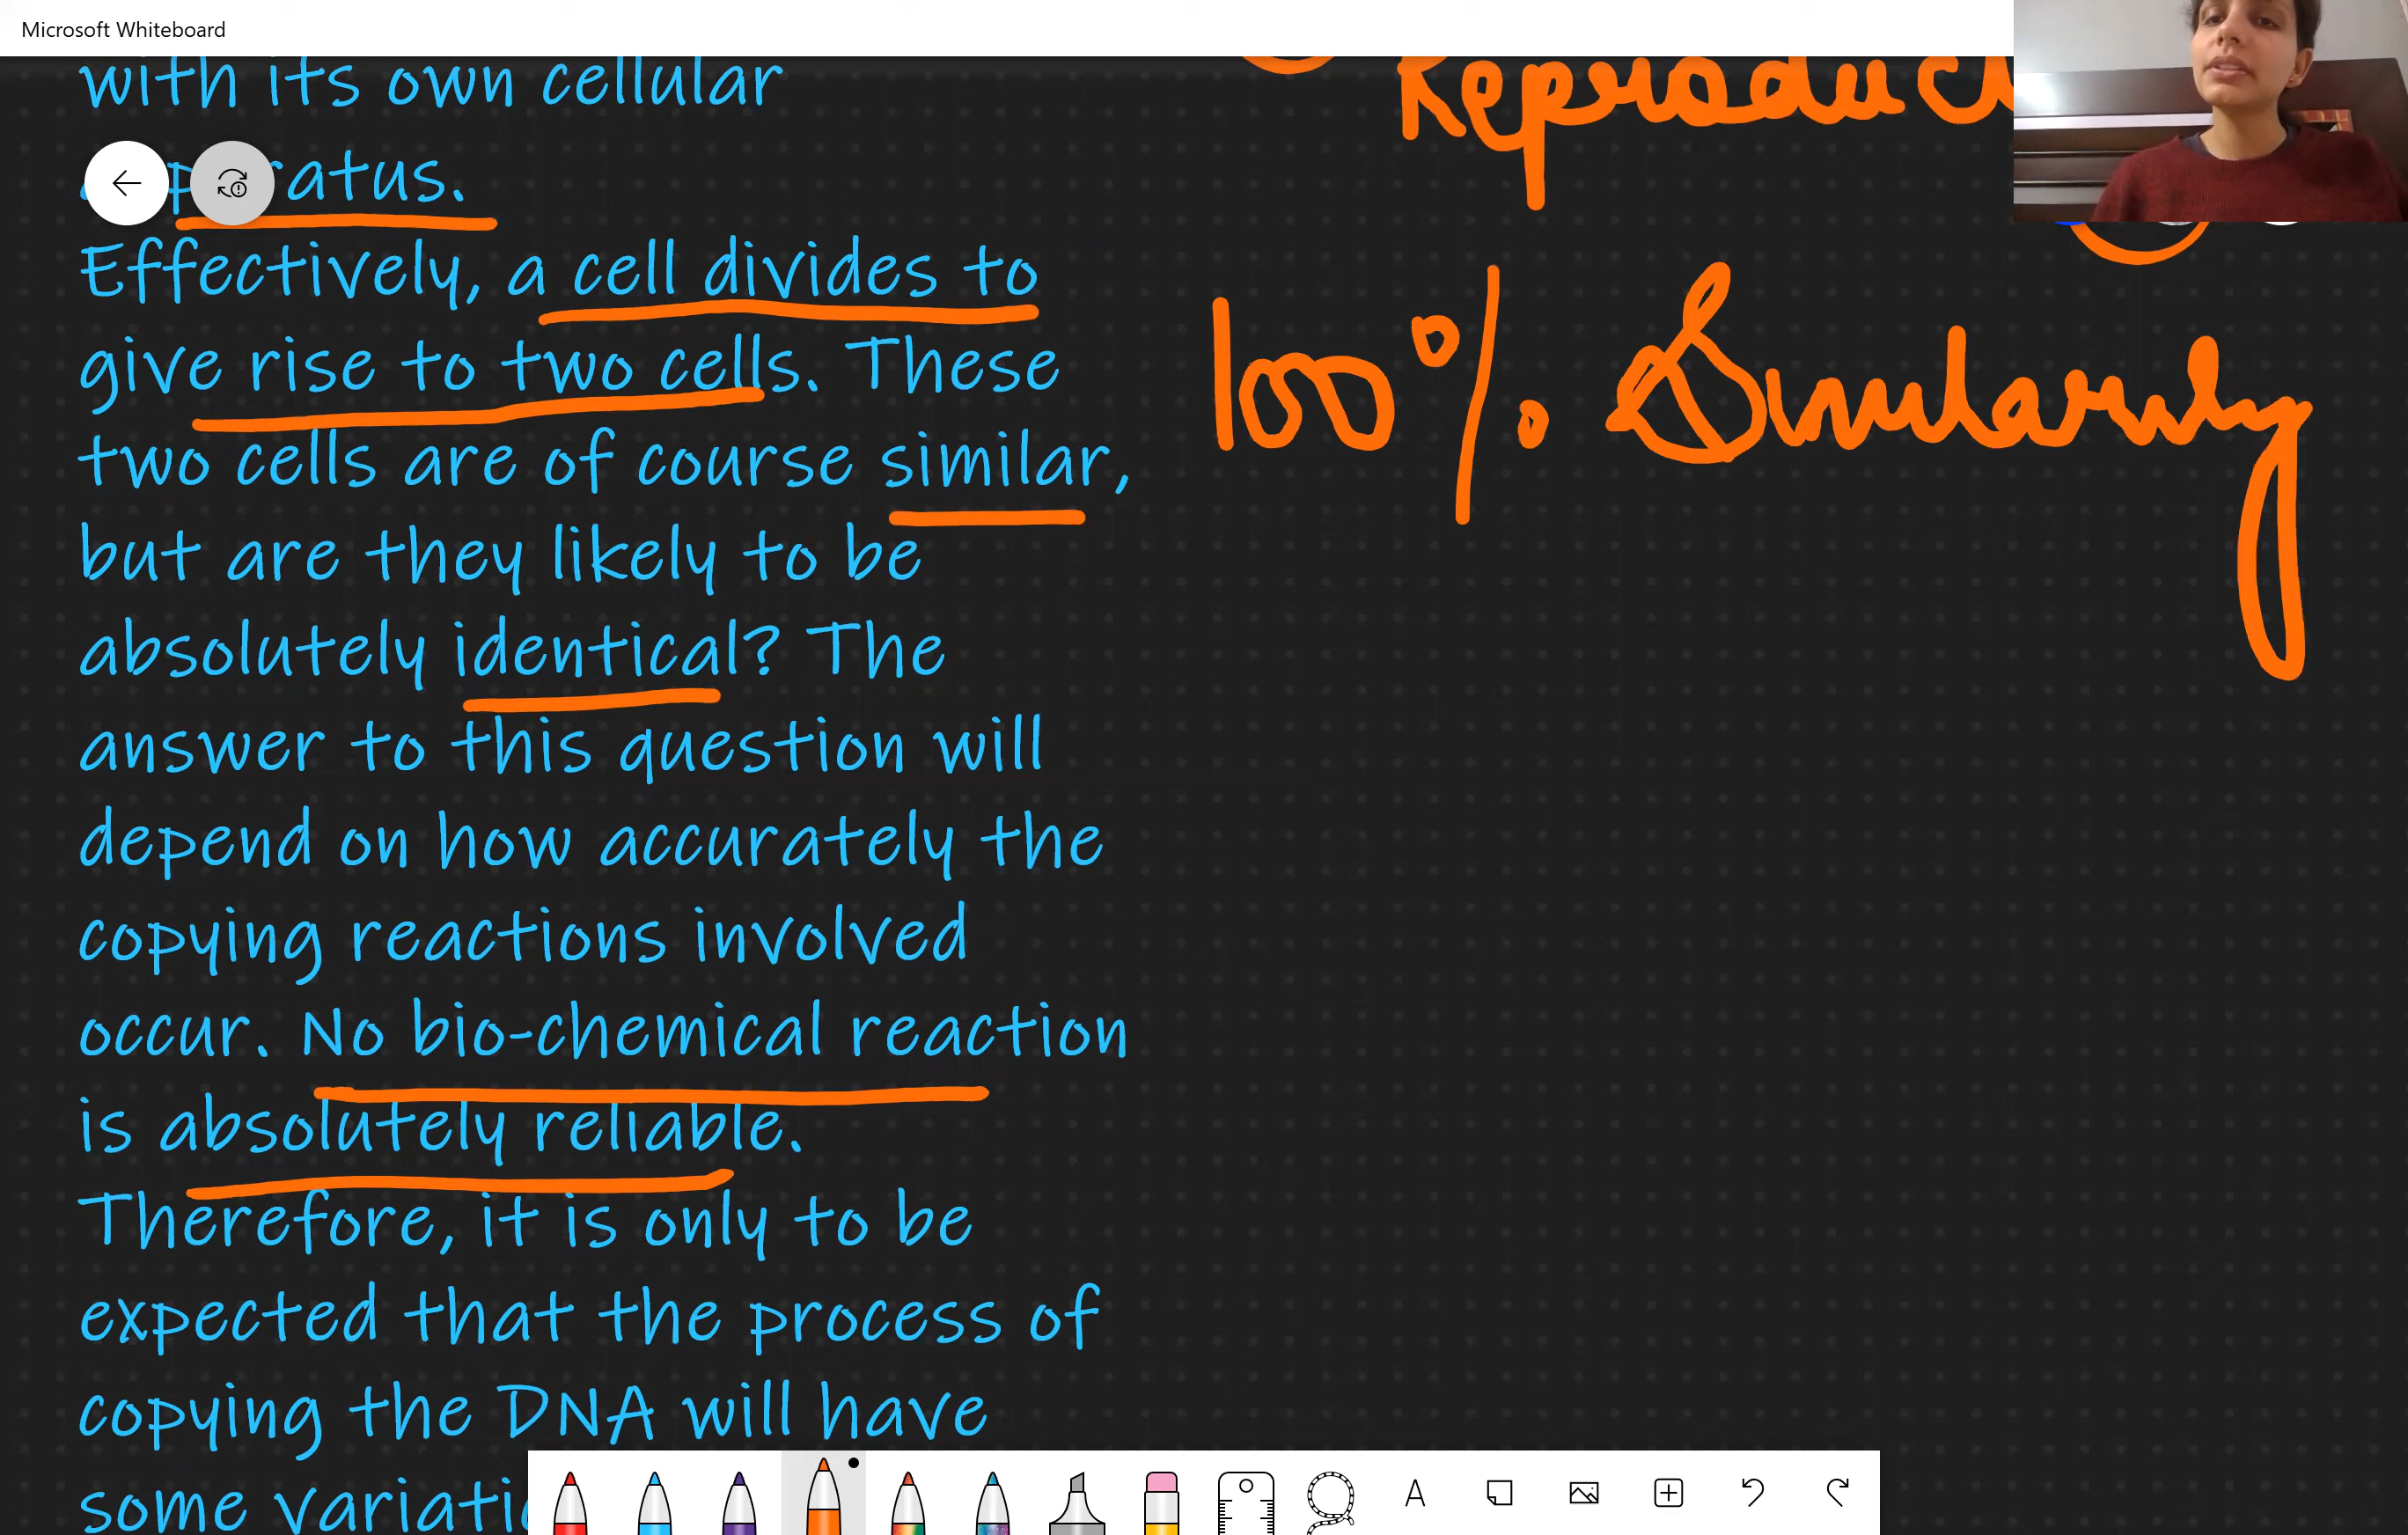 Microsoft Whiteboard
with its own cellular
ratus.
Effectively, a cell divides to
give rise to two cells. These
two cells are of course similar,
but are they likely to be
absolutely identical? The
answer to this question will
depend on how accurately the
copying reactions involved
occur. No bio-chemical reaction
is absolutely reliable.
Therefore, it is only to be
expected that the process of
copying the DNA will have
some variati
Reproduc
100% Similarity